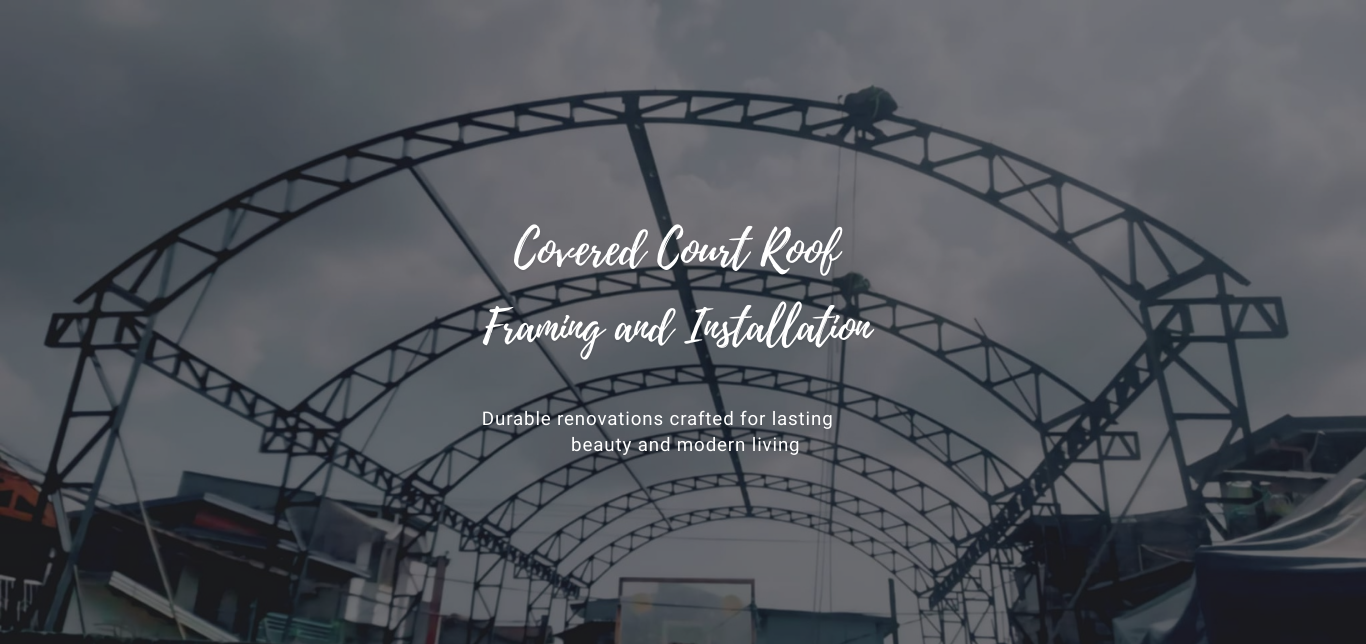 Covered Court Roof
Framing and Installation
Durable renovations crafted for lasting
beauty and modern living